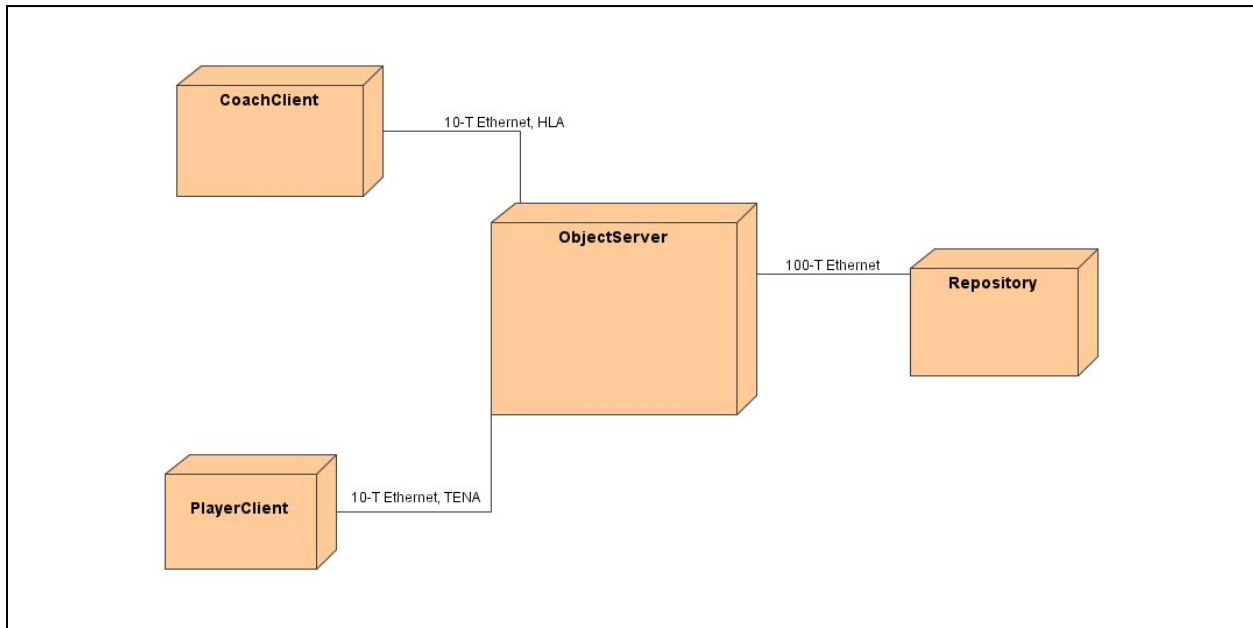 CoachClient
10-T Ethernet, HLA
ObjectServer
100-T Ethernet
Repository
PlayerClient
10-T Ethernet, TENA